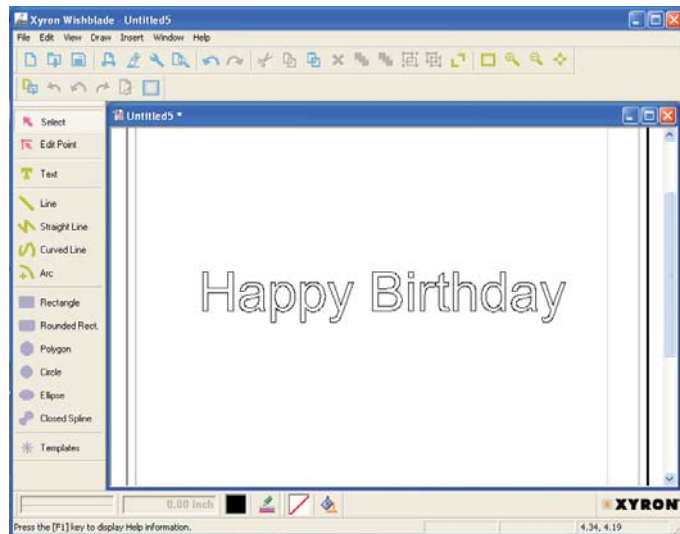 Xyron Wishblade - Untitled5
File Edit View Draw Insert Window Help
Untitled5 *
Select
Edit Point
Text
Line
Straight Line
Curved Line
Arc
Rectangle
Rounded Rect.
Polygon
Circle
Ellipse
Closed Spline
Templates
Happy Birthday
0.00 inch
XYRON
Press the [F1] key to display Help information.
4.34, 4.19